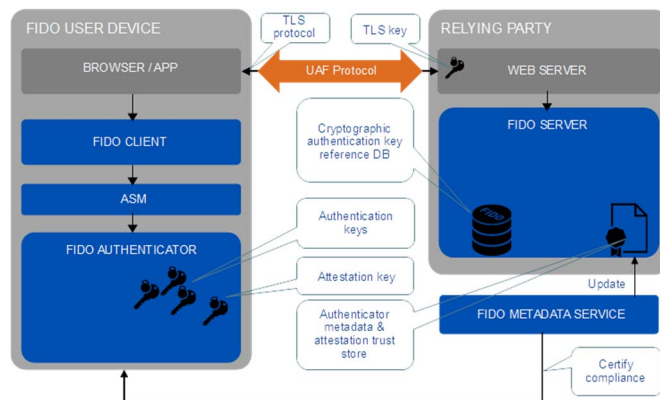 FIDO USER DEVICE
BROWSER / APP
FIDO CLIENT
ASM
FIDO AUTHENTICATOR
TLS
protocol
TLS key
UAF Protocol
Cryptographic
authentication key
reference DB
Authentication
keys
Attestation key
Authenticator
metadata &
attestation trust
store
RELYING PARTY
WEB SERVER
FIDO SERVER
FIDO
Update
FIDO METADATA SERVICE
Certify
compliance